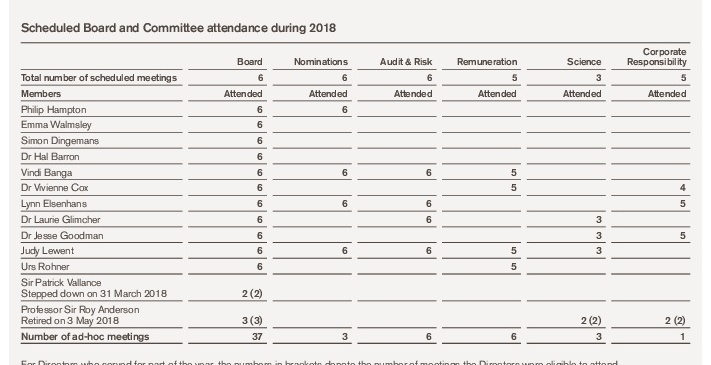 Scheduled Board and Committee attendance during 2018
Board Nominations Audit & Risk Remuneration Science Corporate Responsibility
Total number of scheduled meetings 6 6 6 5 3 5
Members Attended Attended Attended Attended Attended Attended
Philip Hampton 6 6
Emma Walmsley 6
Simon Dingemans 6
Dr Hal Barron 6
Vindi Banga 6 6 6 5
Dr Vivienne Cox 6 5 4
Lynn Elsenhans 6 6 6 5
Dr Laurie Glimcher 6 6 3
Dr Jesse Goodman 6 3 5
Judy Lewent 6 6 6 5 3
Urs Rohner 6 5
Sir Patrick Vallance
Stepped down on 31 March 2018 2 (2)
Professor Sir Roy Anderson
Retired on 3 May 2018 3 (3) 2 (2) 2 (2)
Number of ad-hoc meetings 37 3 6 6 3 1
For Directors who served for part of the year, the numbers in brackets denote the number of meetings the Directors were eligible to attend.